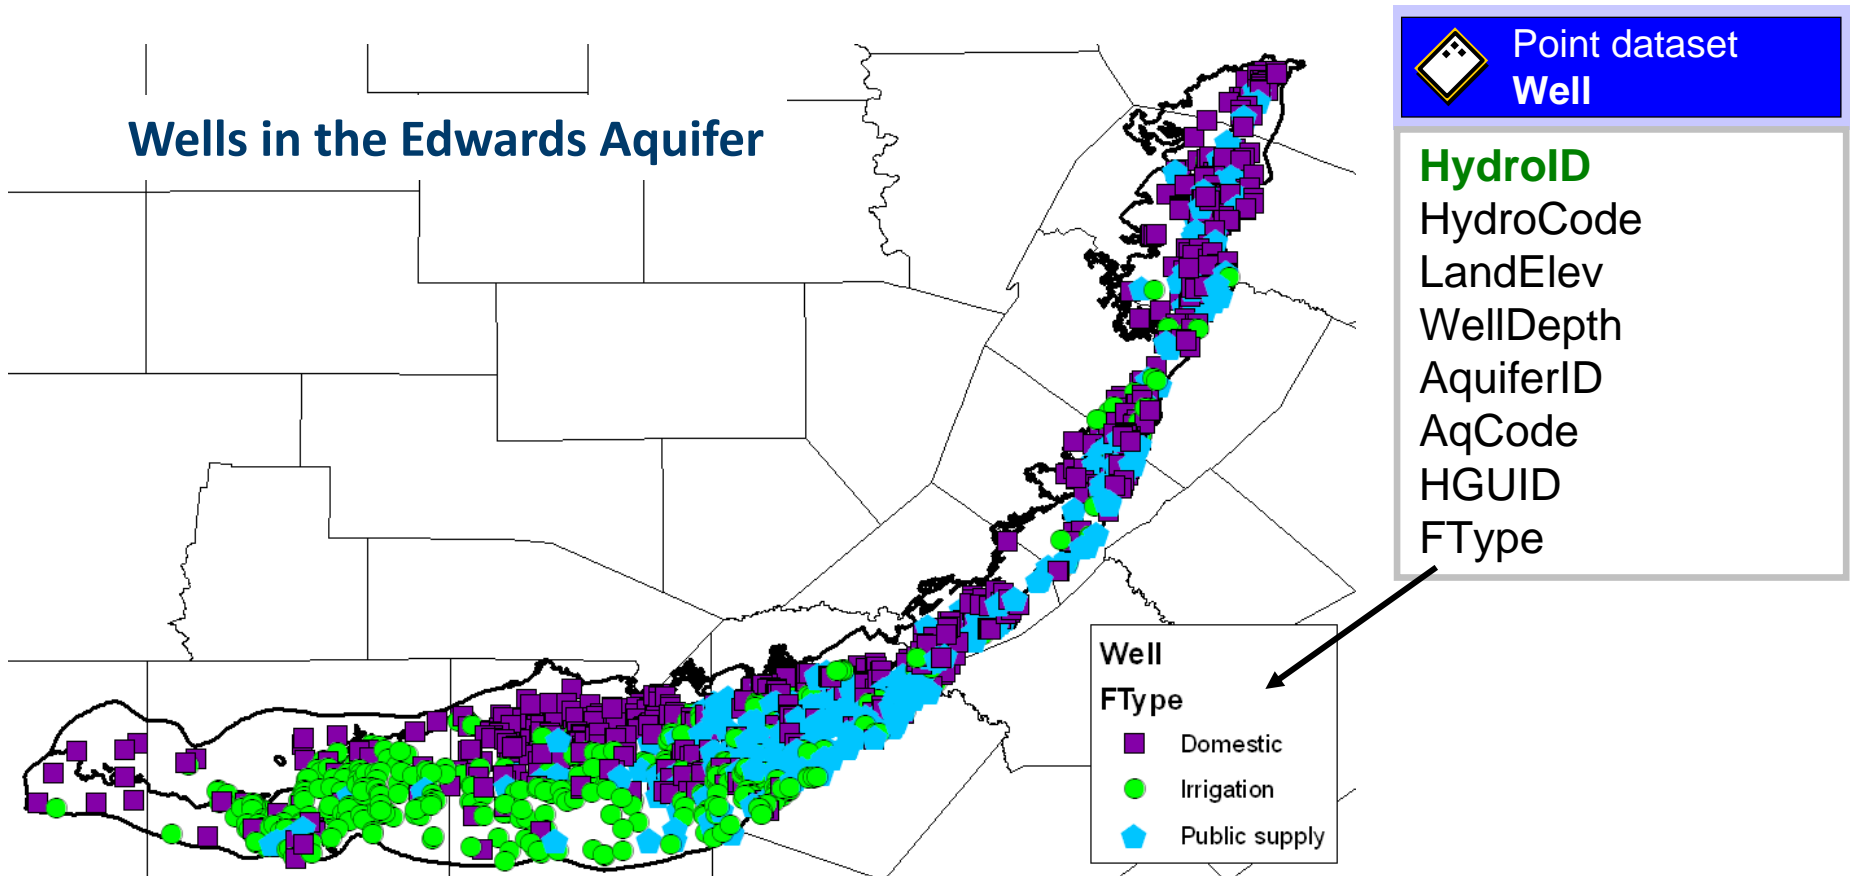 Wells in the Edwards Aquifer
Point dataset
Well
HydroID
HydroCode
LandElev
WellDepth
AquiferID
AqCode
HGUID
FType
Well
FType
Domestic
Irrigation
Public supply